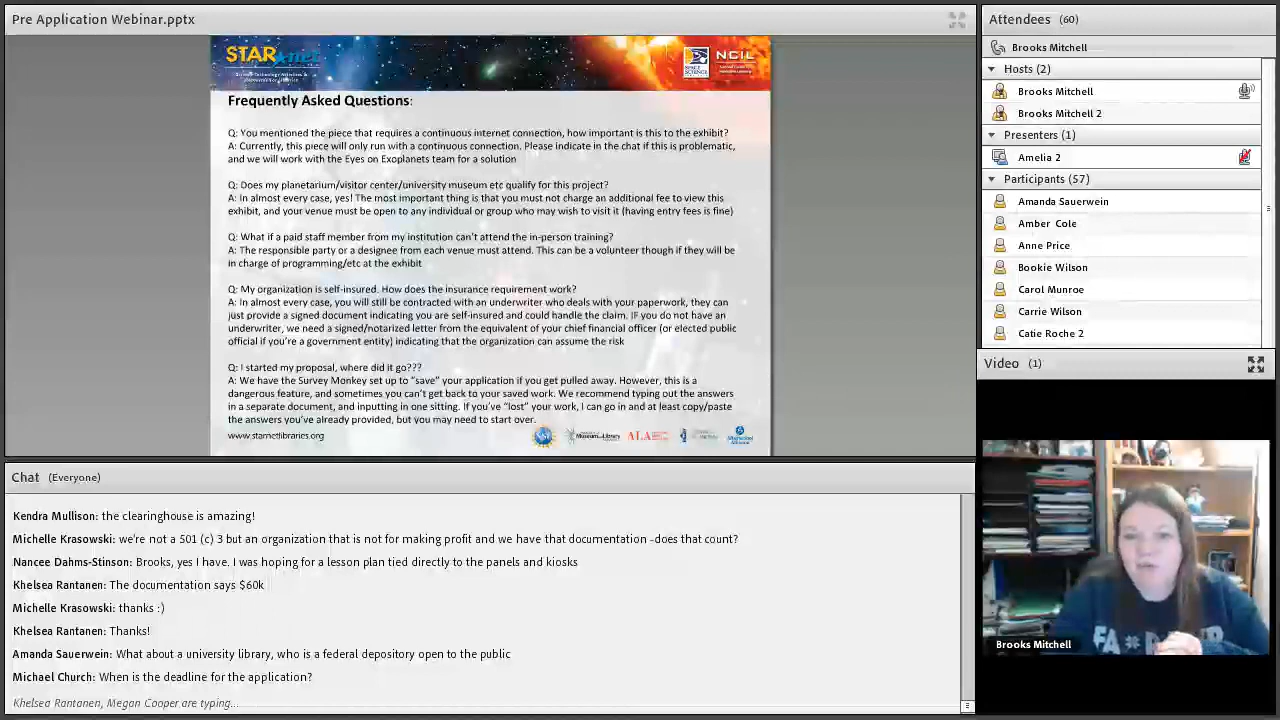 Pre Application Webinar.pptx
STAR
NCIL
SPACE SCIENCE
Frequently Asked Questions:
Q: You mentioned the piece that requires a continuous internet connection, how important is this to the exhibit?
A: Currently, this piece will only run with a continuous connection. Please indicate in the chat if this is problematic,
and we will work with the Eyes on Exoplanets team for a solution
Q: Does my planetarium/visitor center/university museum etc qualify for this project?
A: In almost every case, yes! The most important thing is that you must not charge an additional fee to view this
exhibit, and your venue must be open to any individual or group who may wish to visit it (having entry fees is fine)
Q: What if a paid staff member from my institution can't attend the in-person training?
A: The responsible party or a designee from each venue must attend. This can be a volunteer though if they will be
in charge of programming/etc at the exhibit
Q: My organization is self-insured. How does the insurance requirement work?
A: In almost every case, you will still be contracted with an underwriter who deals with your paperwork, they can
just provide a signed document indicating you are self-insured and could handle the claim. IF you do not have an
underwriter, we need a signed/notarized letter from the equivalent of your chief financial officer (or elected public
official if you're a government entity) indicating that the organization can assume the risk
Q: I started my proposal, where did it go???
A: We have the Survey Monkey set up to "save" your application if you get pulled away. However, this is a
dangerous feature, and sometimes you can't get back to your saved work. We recommend typing out the answers
in a separate document, and inputting in one sitting. If you've "lost" your work, I can go in and at least copy/paste
the answers you've already provided, but you may need to start over.
www.starnetlibraries.org
Museum and Library
ALA
Chat (Everyone)
Kendra Mullison: the clearinghouse is amazing!
Michelle Krasowski: we're not a 501 (c) 3 but an organization that is not for making profit and we have that documentation -does that count?
Nancee Dahms-Stinson: Brooks, yes I have. I was hoping for a lesson plan tied directly to the panels and kiosks
Khelsea Rantanen: The documentation says $60k
Michelle Krasowski: thanks :)
Khelsea Rantanen: Thanks!
Amanda Sauerwein: What about a university library, whose a federal depository open to the public
Michael Church: When is the deadline for the application?
Khelsea Rantanen, Megan Cooper are typing...
Attendees (60)
Brooks Mitchell
Hosts (2)
Brooks Mitchell
Brooks Mitchell 2
Presenters (1)
Amelia 2
Participants (57)
Amanda Sauerwein
Amber Cole
Anne Price
Bookie Wilson
Carol Munroe
Carrie Wilson
Catie Roche 2
Video (1)
Brooks Mitchell